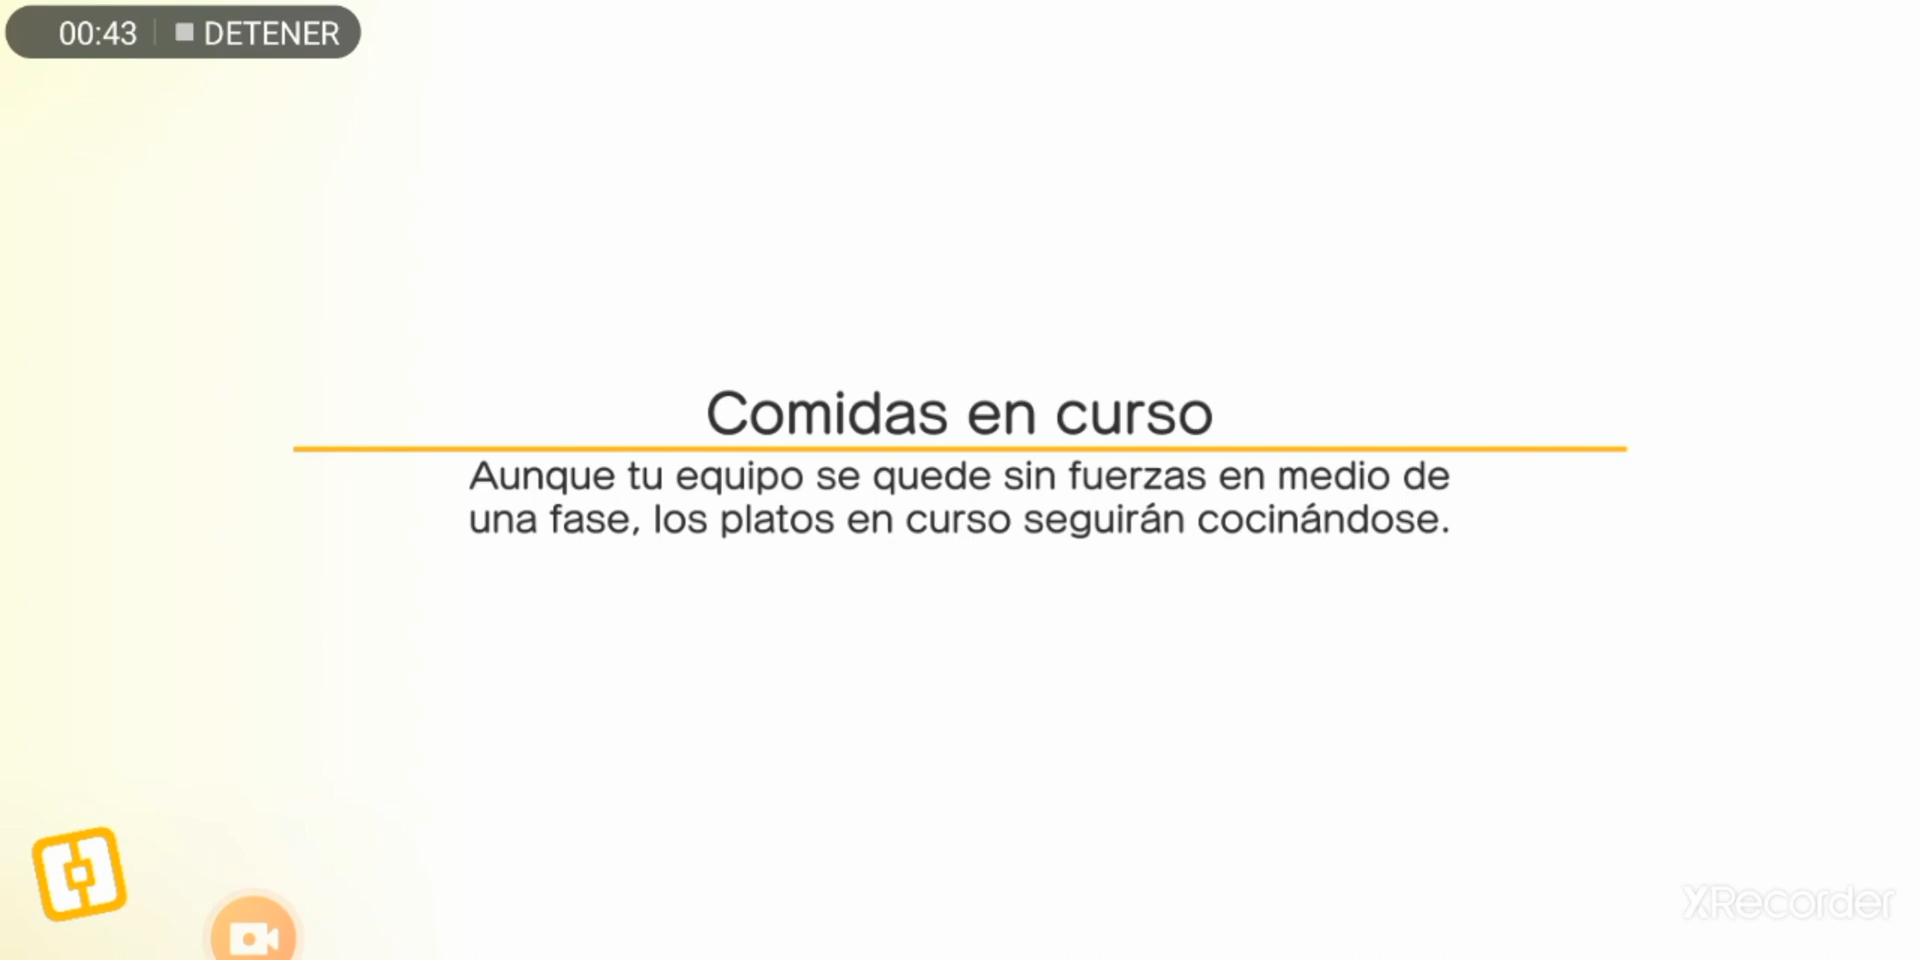 00:43 DETENER
Comidas en curso
Aunque tu equipo se quede sin fuerzas en medio de
una fase, los platos en curso seguirán cocinándose.
XRecorder